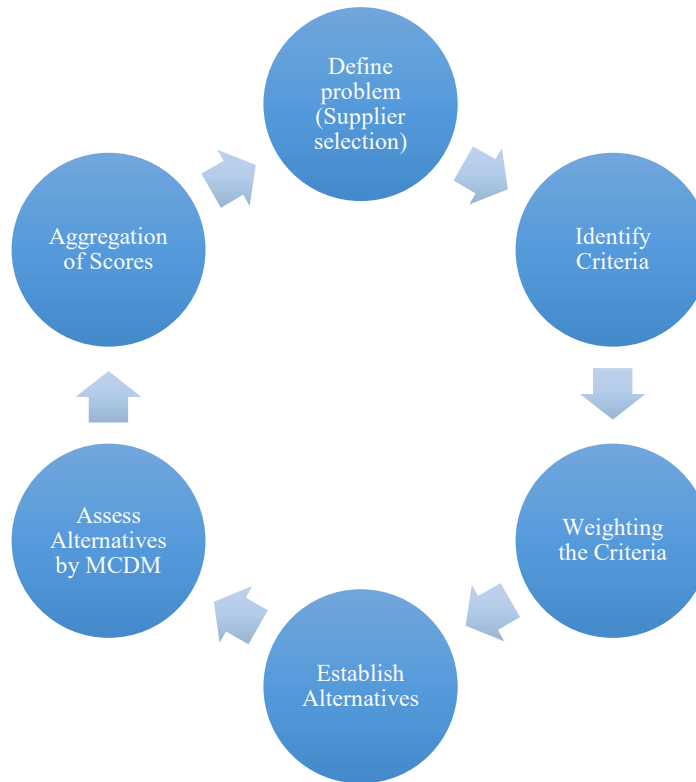 Define
problem
(Supplier
selection)
Identify
Criteria
Weighting
the Criteria
Establish
Alternatives
Assess
Alternatives
by MCDM
Aggregation
of Scores